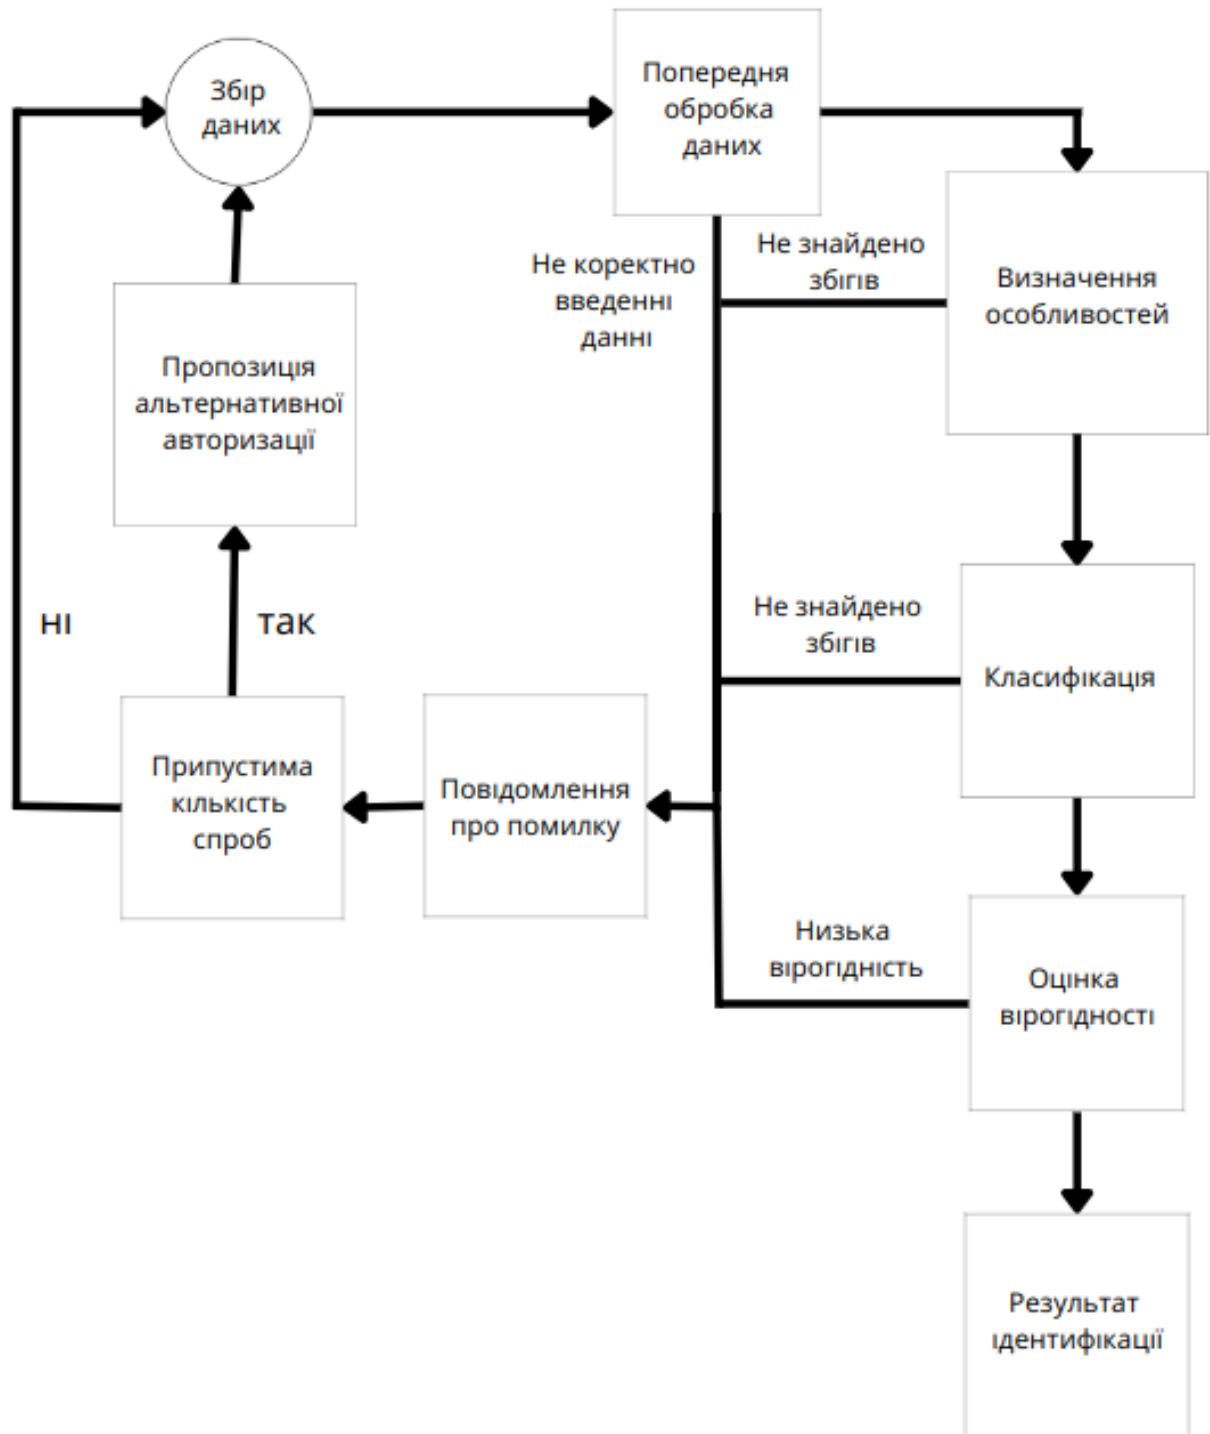 Збір
даних
Попередня
обробка
даних
Не знайдено
збігів
Не коректно
введенні
данні
Визначення
особливостей
Пропозиція
альтернативної
авторизації
ні
так
Не знайдено
збігів
Класифікація
Припустима
кількість
спроб
Повідомлення
про помилку
Низька
вірогідність
Оцінка
вірогідності
Результат
ідентифікації